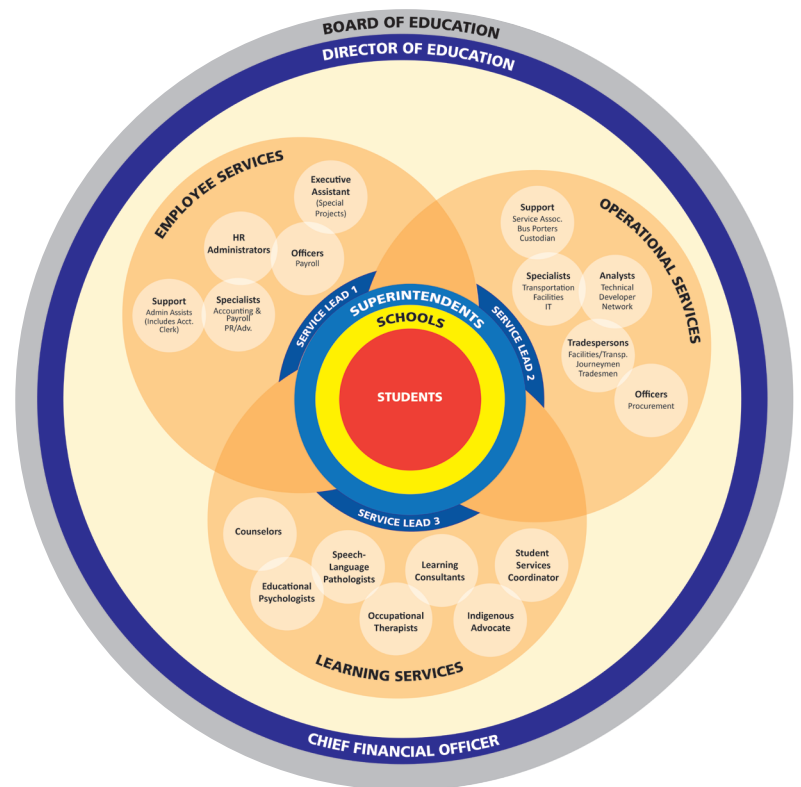 BOARD OF EDUCATION
DIRECTOR OF EDUCATION
EMPLOYEE SERVICES
Executive
Assistant
(Special
Projects)
HR
Administrators
Officers
Payroll
Support
Admin Assists
(Includes Acct.
Clerk)
Specialists
Accounting &
Payroll
PR/Adv.
OPERATIONAL SERVICES
Support
Service Assoc.
Bus Porters
Custodian
Specialists
Transportation
Facilities
IT
Analysts
Technical
Developer
Network
Tradespersons
Facilities/Transp.
Journeymen
Tradesmen
Officers
Procurement
SERVICE LEAD 1
SUPERINTENDENTS
SERVICE LEAD 2
SCHOOLS
STUDENTS
SERVICE LEAD 3
Counselors
Educational
Psychologists
Speech-
Language
Pathologists
Occupational
Therapists
Learning
Consultants
Indigenous
Advocate
Student
Services
Coordinator
LEARNING SERVICES
CHIEF FINANCIAL OFFICER